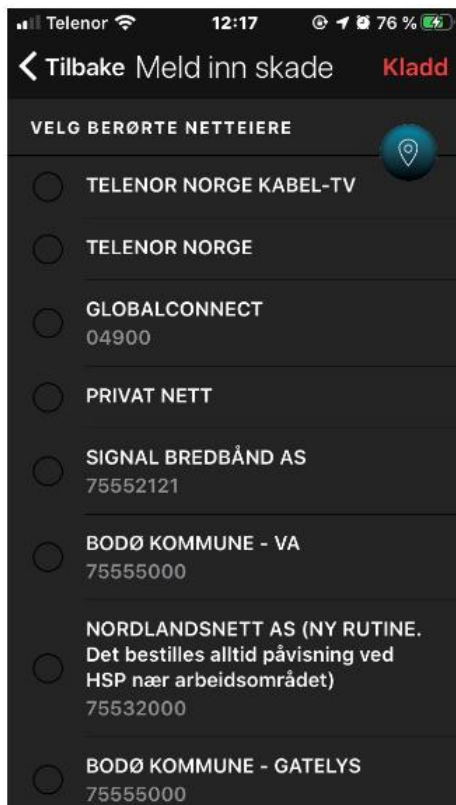 Telenor 12:17 76 %
Tilbake Meld inn skade Kladd
VELG BERØRTE NETTEIERE
TELENOR NORGE KABEL-TV
TELENOR NORGE
GLOBALCONNECT
04900
PRIVAT NETT
SIGNAL BREDBÅND AS
75552121
BODØ KOMMUNE - VA
75555000
NORDLANDSNETT AS (NY RUTINE.
Det bestilles alltid påvisning ved
HSP nær arbeidsområdet)
75532000
BODØ KOMMUNE - GATELYS
75555000